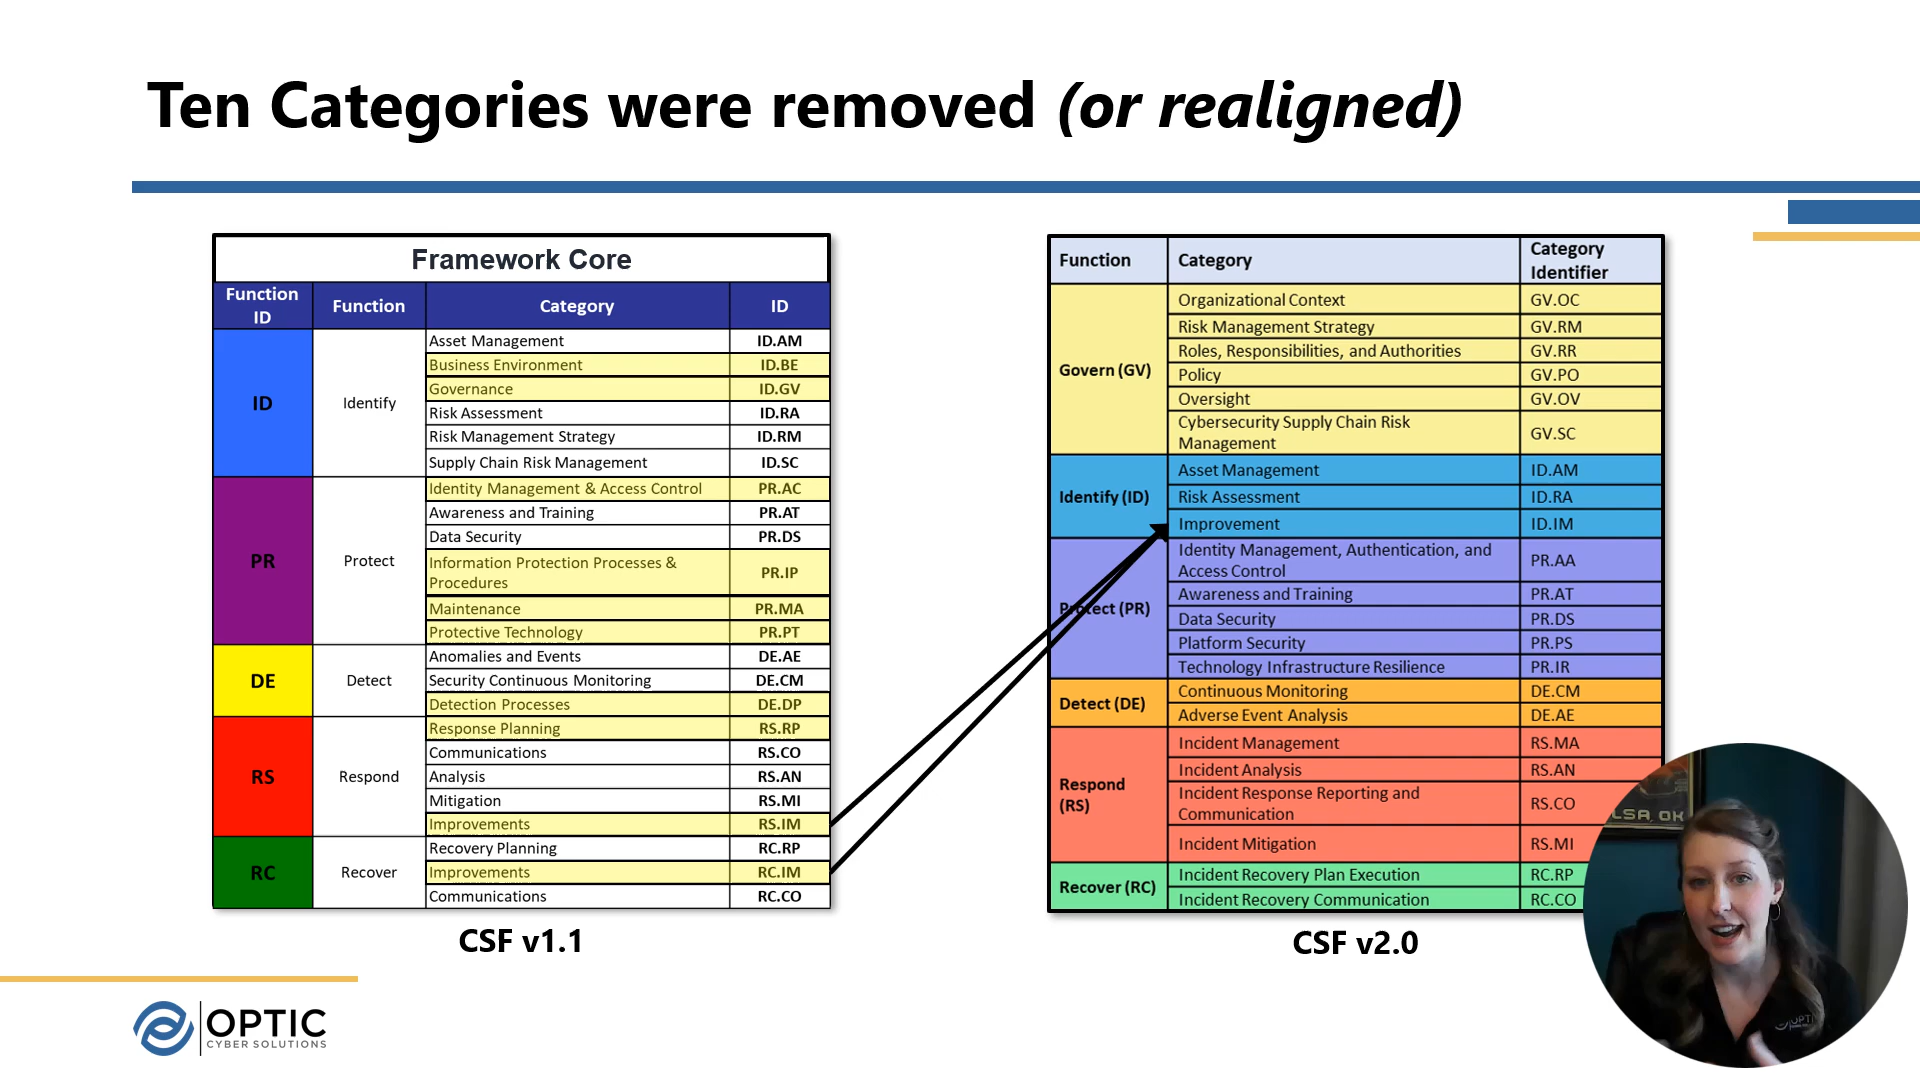 Ten Categories were removed (or realigned)
Framework Core
Function ID Function Category ID
ID Identify
Asset Management ID.AM
Business Environment ID.BE
Governance ID.GV
Risk Assessment ID.RA
Risk Management Strategy ID.RM
Supply Chain Risk Management ID.SC
PR Protect
Identity Management & Access Control PR.AC
Awareness and Training PR.AT
Data Security PR.DS
Information Protection Processes &
Procedures PR.IP
Maintenance PR.MA
Protective Technology PR.PT
DE Detect
Anomalies and Events DE.AE
Security Continuous Monitoring DE.CM
Detection Processes DE.DP
RS Respond
Response Planning RS.RP
Communications RS.CO
Analysis RS.AN
Mitigation RS.MI
Improvements RS.IM
RC Recover
Recovery Planning RC.RP
Improvements RC.IM
Communications RC.CO
CSF v1.1
Function Category Category Identifier
Govern (GV)
Organizational Context GV.OC
Risk Management Strategy GV.RM
Roles, Responsibilities, and Authorities GV.RR
Policy GV.PO
Oversight GV.OV
Cybersecurity Supply Chain Risk
Management GV.SC
Identify (ID)
Asset Management ID.AM
Risk Assessment ID.RA
Improvement ID.IM
Protect (PR)
Identity Management, Authentication, and
Access Control PR.AA
Awareness and Training PR.AT
Data Security PR.DS
Platform Security PR.PS
Technology Infrastructure Resilience PR.IR
Detect (DE)
Continuous Monitoring DE.CM
Adverse Event Analysis DE.AE
Respond
(RS)
Incident Management RS.MA
Incident Analysis RS.AN
Incident Response Reporting and
Communication RS.CO
Incident Mitigation RS.MI
Recover (RC)
Incident Recovery Plan Execution RC.RP
Incident Recovery Communication RC.CO
CSF v2.0
LSA, OK
OPTIC
CYBER SOLUTIONS